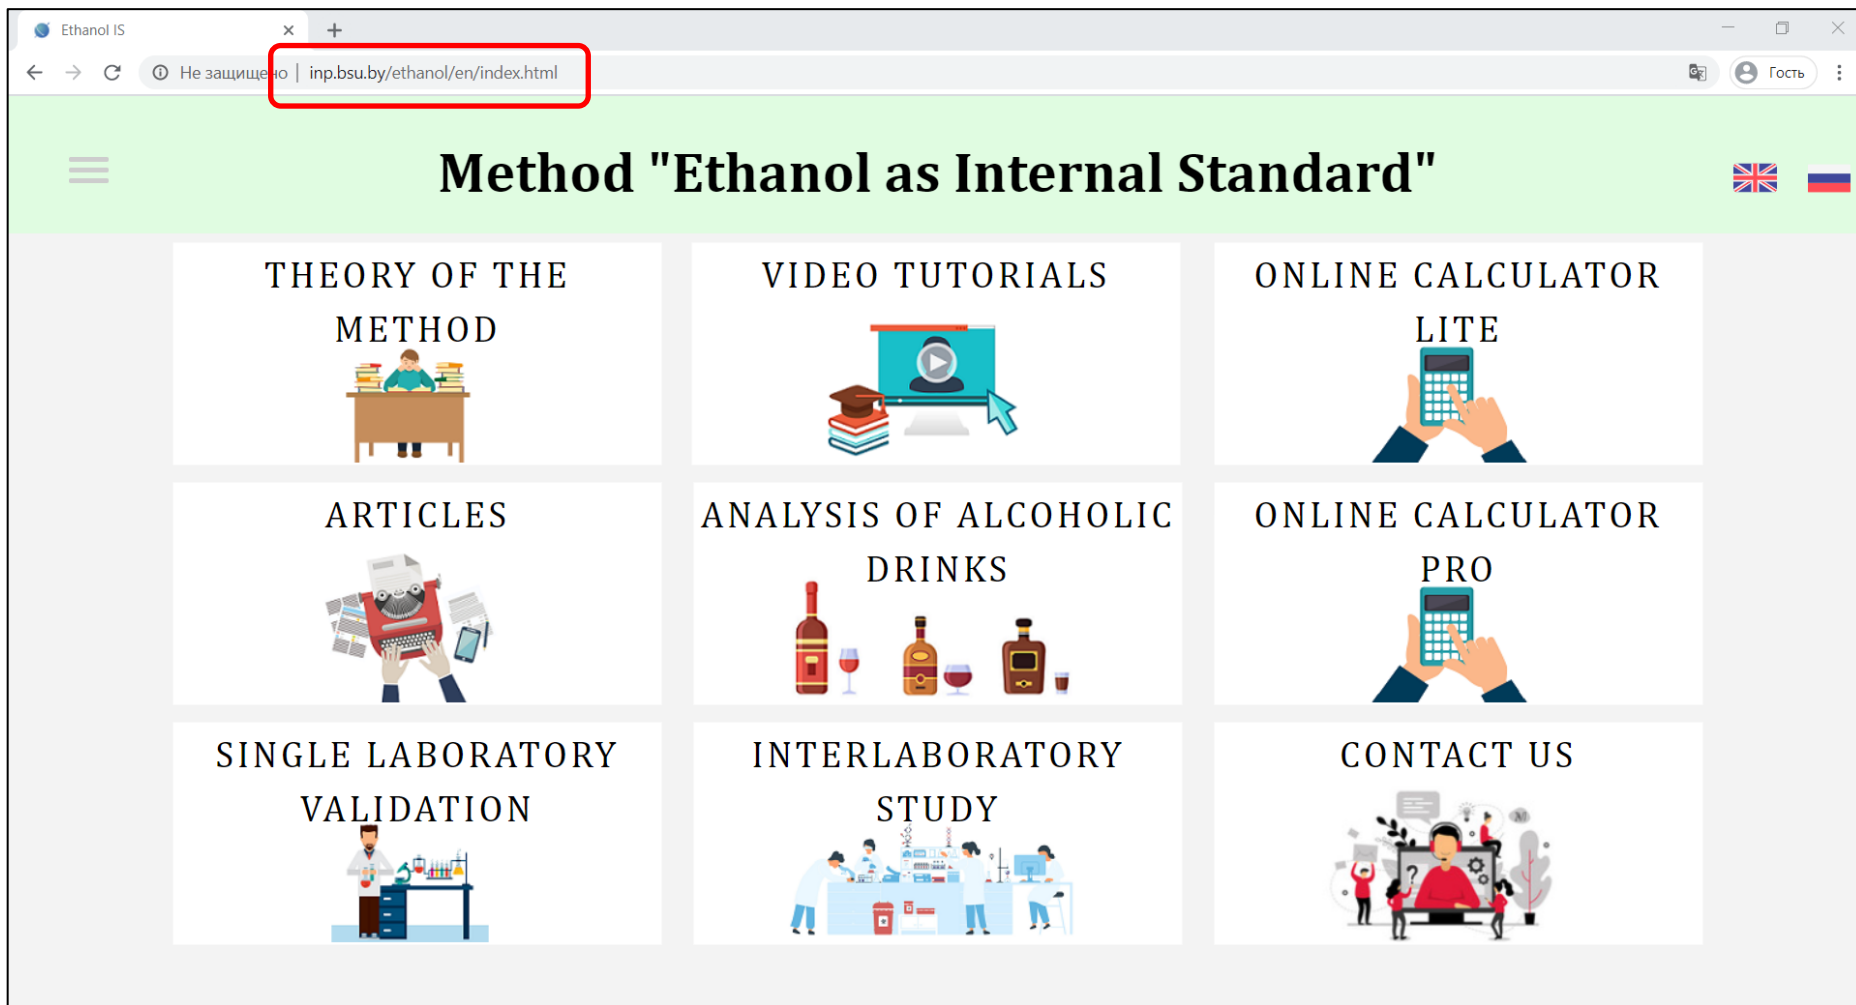 Ethanol IS
Не защищено | inp.bsu.by/ethanol/en/index.html
Гость
Method "Ethanol as Internal Standard"
THEORY OF THE
METHOD
VIDEO TUTORIALS
ONLINE CALCULATOR
LITE
ARTICLES
ANALYSIS OF ALCOHOLIC
DRINKS
ONLINE CALCULATOR
PRO
SINGLE LABORATORY
VALIDATION
INTERLABORATORY
STUDY
CONTACT US